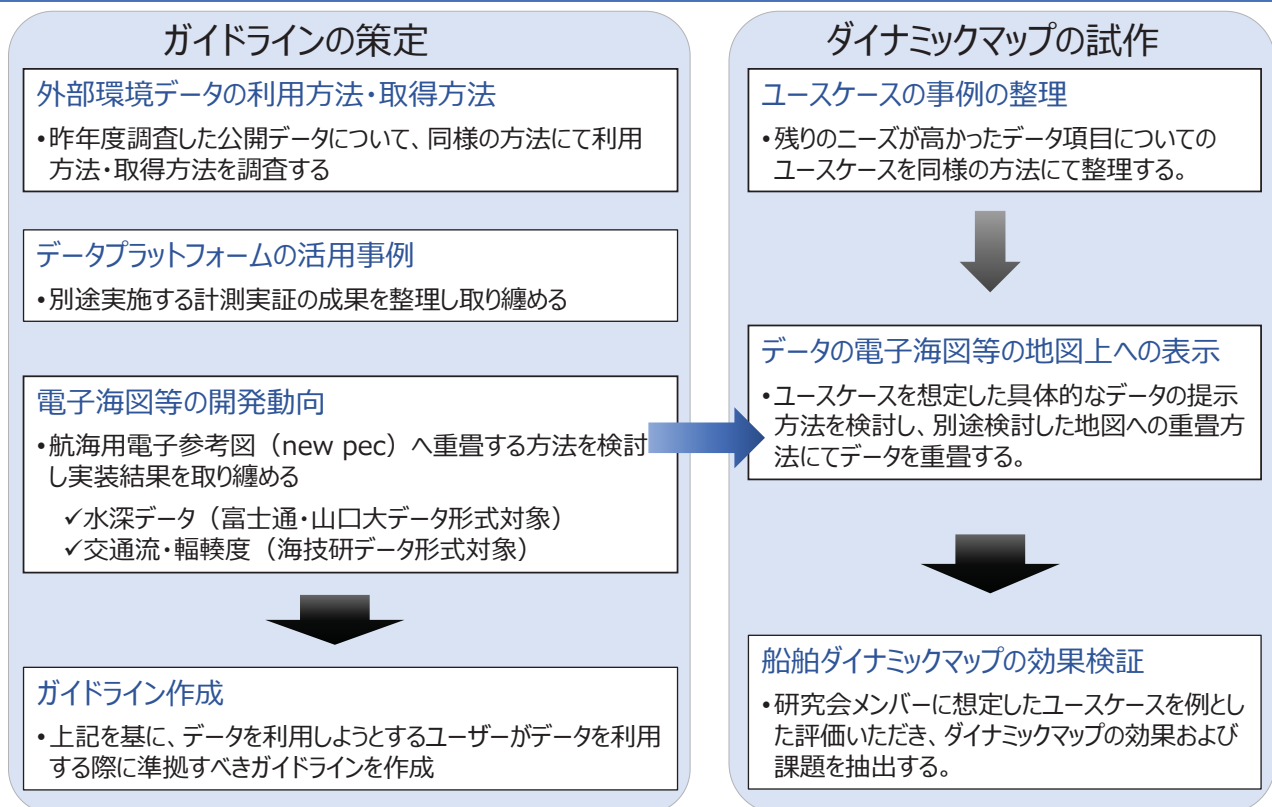 ガイドラインの策定
外部環境データの利用方法・取得方法
•昨年度調査した公開データについて、同様の方法にて利用
方法・取得方法を調査する
データプラットフォームの活用事例
•別途実施する計測実証の成果を整理し取り纏める
電子海図等の開発動向
•航海用電子参考図（new pec）へ重畳する方法を検討
し実装結果を取り纏める
✓水深データ（富士通・山口大データ形式対象）
✓交通流・輻輳度（海技研データ形式対象）
ガイドライン作成
•上記を基に、データを利用しようとするユーザーがデータを利用
する際に準拠すべきガイドラインを作成
ダイナミックマップの試作
ユースケースの事例の整理
•残りのニーズが高かったデータ項目についての
ユースケースを同様の方法にて整理する。
データの電子海図等の地図上への表示
•ユースケースを想定した具体的なデータの提示
方法を検討し、別途検討した地図への重畳方
法にてデータを重畳する。
船舶ダイナミックマップの効果検証
•研究会メンバーに想定したユースケースを例とし
た評価いただき、ダイナミックマップの効果および
課題を抽出する。